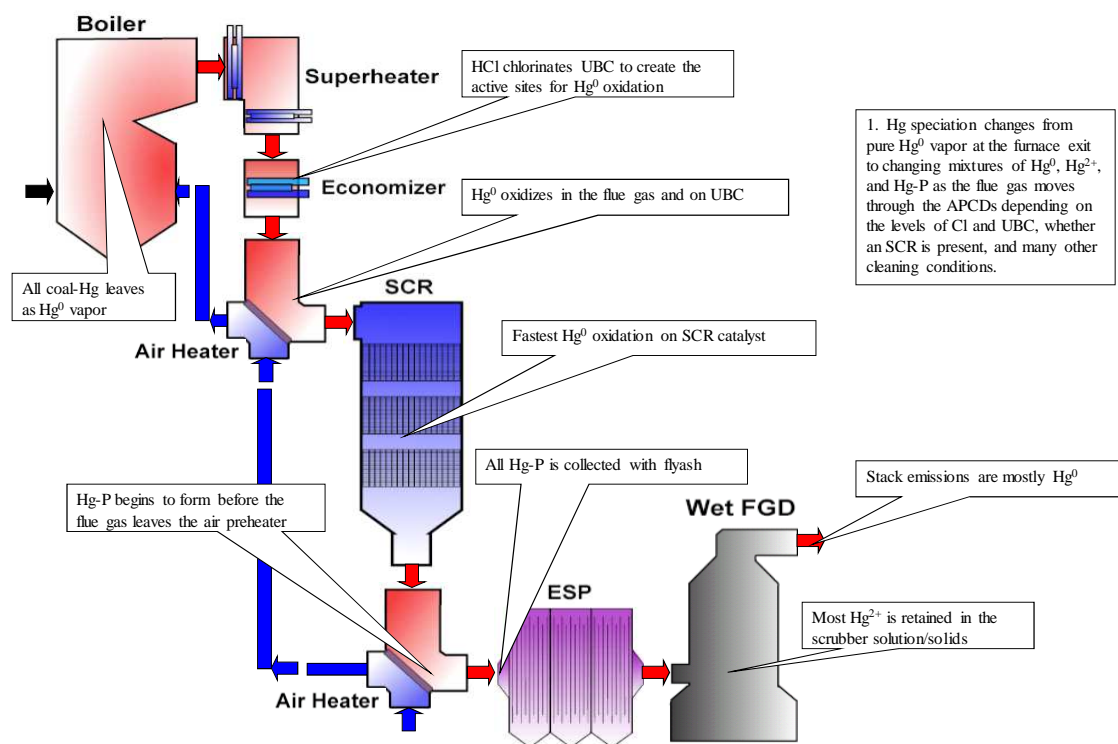 Boiler
Superheater
HCl chlorinates UBC to create the
active sites for Hg⁰ oxidation
1. Hg speciation changes from
pure Hg⁰ vapor at the furnace exit
to changing mixtures of Hg⁰, Hg²⁺,
and Hg-P as the flue gas moves
through the APCDs depending on
the levels of Cl and UBC, whether
an SCR is present, and many other
cleaning conditions.
Economizer
Hg⁰ oxidizes in the flue gas and on UBC
All coal-Hg leaves
as Hg⁰ vapor
SCR
Air Heater
Fastest Hg⁰ oxidation on SCR catalyst
All Hg-P is collected with flyash
Stack emissions are mostly Hg⁰
Hg-P begins to form before the
flue gas leaves the air preheater
Wet FGD
ESP
Most Hg²⁺ is retained in the
scrubber solution/solids
Air Heater